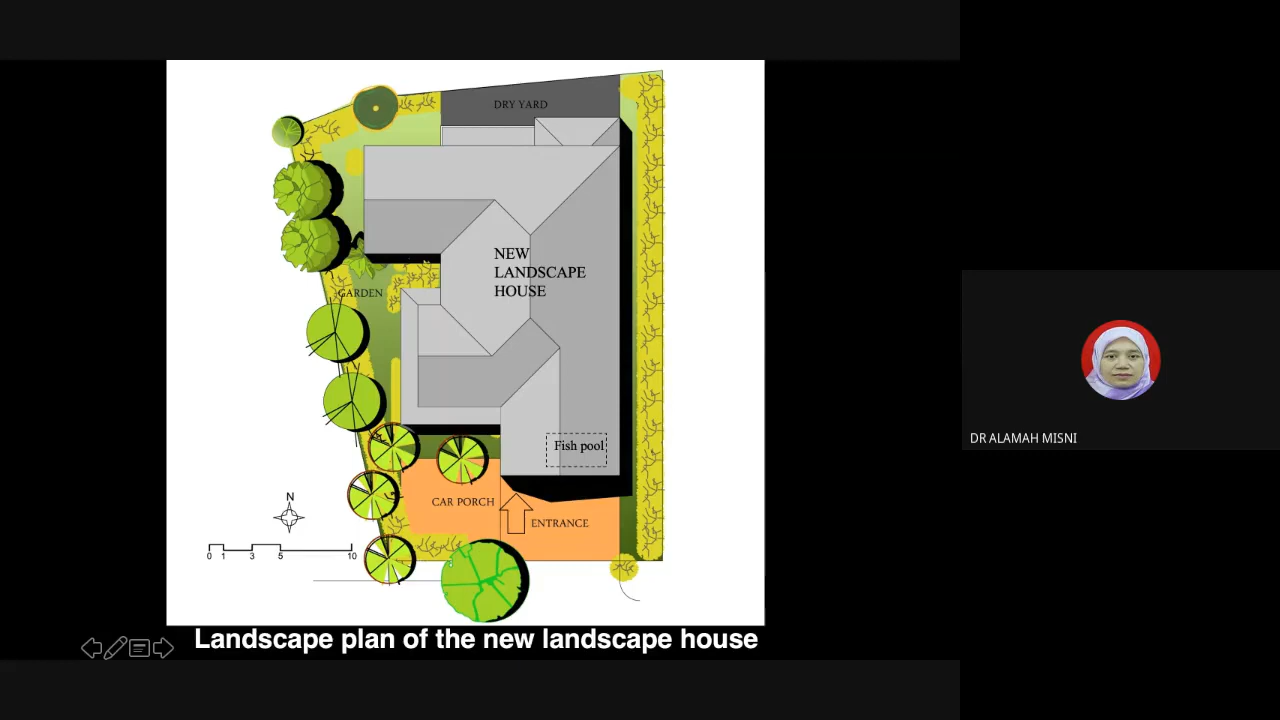 DRY YARD
NEW
LANDSCAPE
HOUSE
GARDEN
Fish pool
CAR PORCH
ENTRANCE
N
0 1 3 5 10
Landscape plan of the new landscape house
DR ALAMAH MISNI